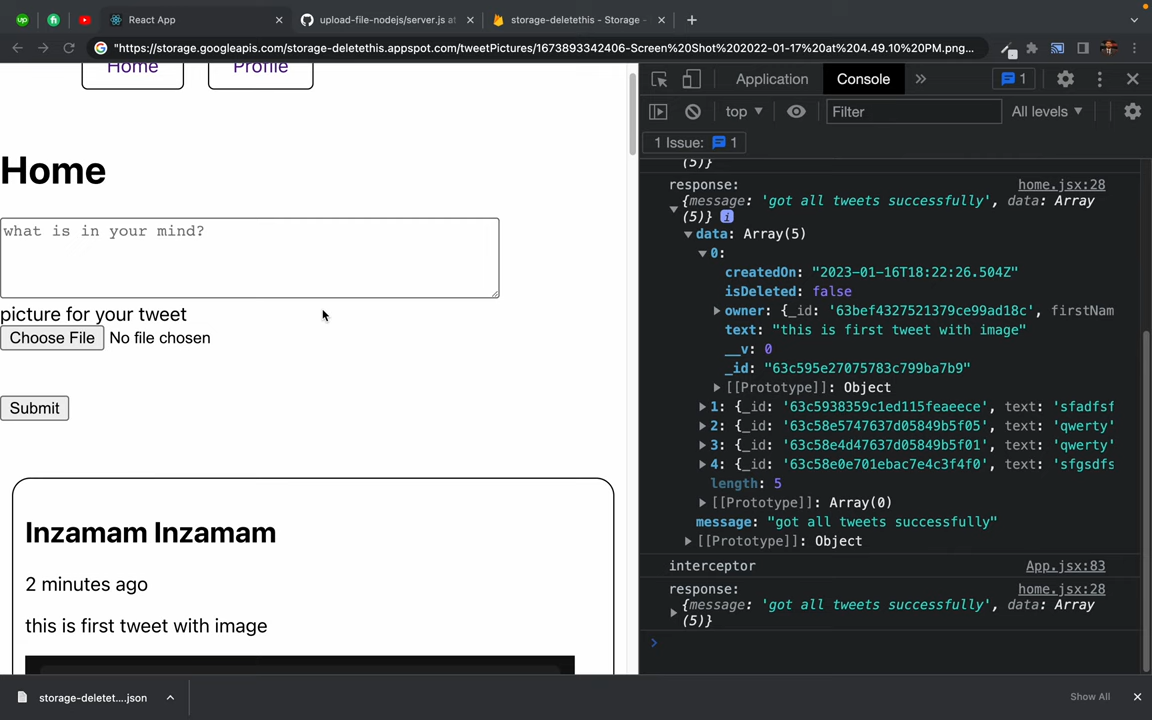 up
fi
React App
upload-file-nodejs/server.js at
storage-deletethis - Storage -
"https://storage.googleapis.com/storage-deletethis.appspot.com/tweetPictures/1673893342406-Screen%20Shot%202022-01-17%20at%204.49.10%20PM.png...
Home
Profile
Home
what is in your mind?
picture for your tweet
Choose File No file chosen
Submit
Inzamam Inzamam
2 minutes ago
this is first tweet with image
Application
Console
1
top
Filter
All levels
1 Issue: 1
(5)}
response:
home.jsx:28
{message: 'got all tweets successfully', data: Array
(5)} i
data: Array(5)
0:
createdOn: "2023-01-16T18:22:26.504Z"
isDeleted: false
owner: {_id: '63bef4327521379ce99ad18c', firstNam
text: "this is first tweet with image"
__v: 0
_id: "63c595e27075783c799ba7b9"
[[Prototype]]: Object
1: {_id: '63c5938359c1ed115feaeece', text: 'sfadfsf
2: {_id: '63c58e5747637d05849b5f05', text: 'qwerty'
3: {_id: '63c58e4d47637d05849b5f01', text: 'qwerty'
4: {_id: '63c58e0e701ebac7e4c3f4f0', text: 'sfgsdfs
length: 5
[[Prototype]]: Array(0)
message: "got all tweets successfully"
[[Prototype]]: Object
interceptor
App.jsx:83
response:
home.jsx:28
{message: 'got all tweets successfully', data: Array
(5)}
storage-deletet....json
Show All